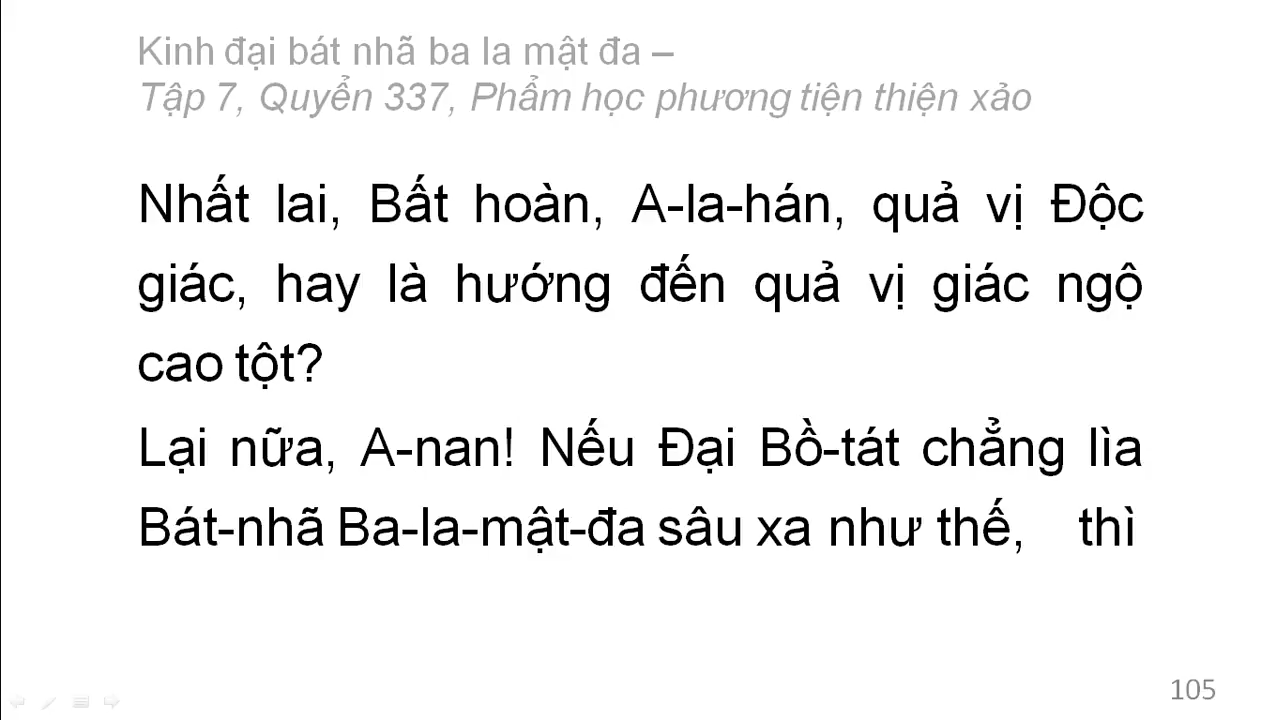 Kinh đại bát nhã ba la mật đa –
Tập 7, Quyển 337, Phẩm học phương tiện thiện xảo
Nhất lai, Bất hoàn, A-la-hán, quả vị Độc
giác, hay là hướng đến quả vị giác ngộ
cao tột?
Lại nữa, A-nan! Nếu Đại Bồ-tát chẳng lìa
Bát-nhã Ba-la-mật-đa sâu xa như thế, thì
105